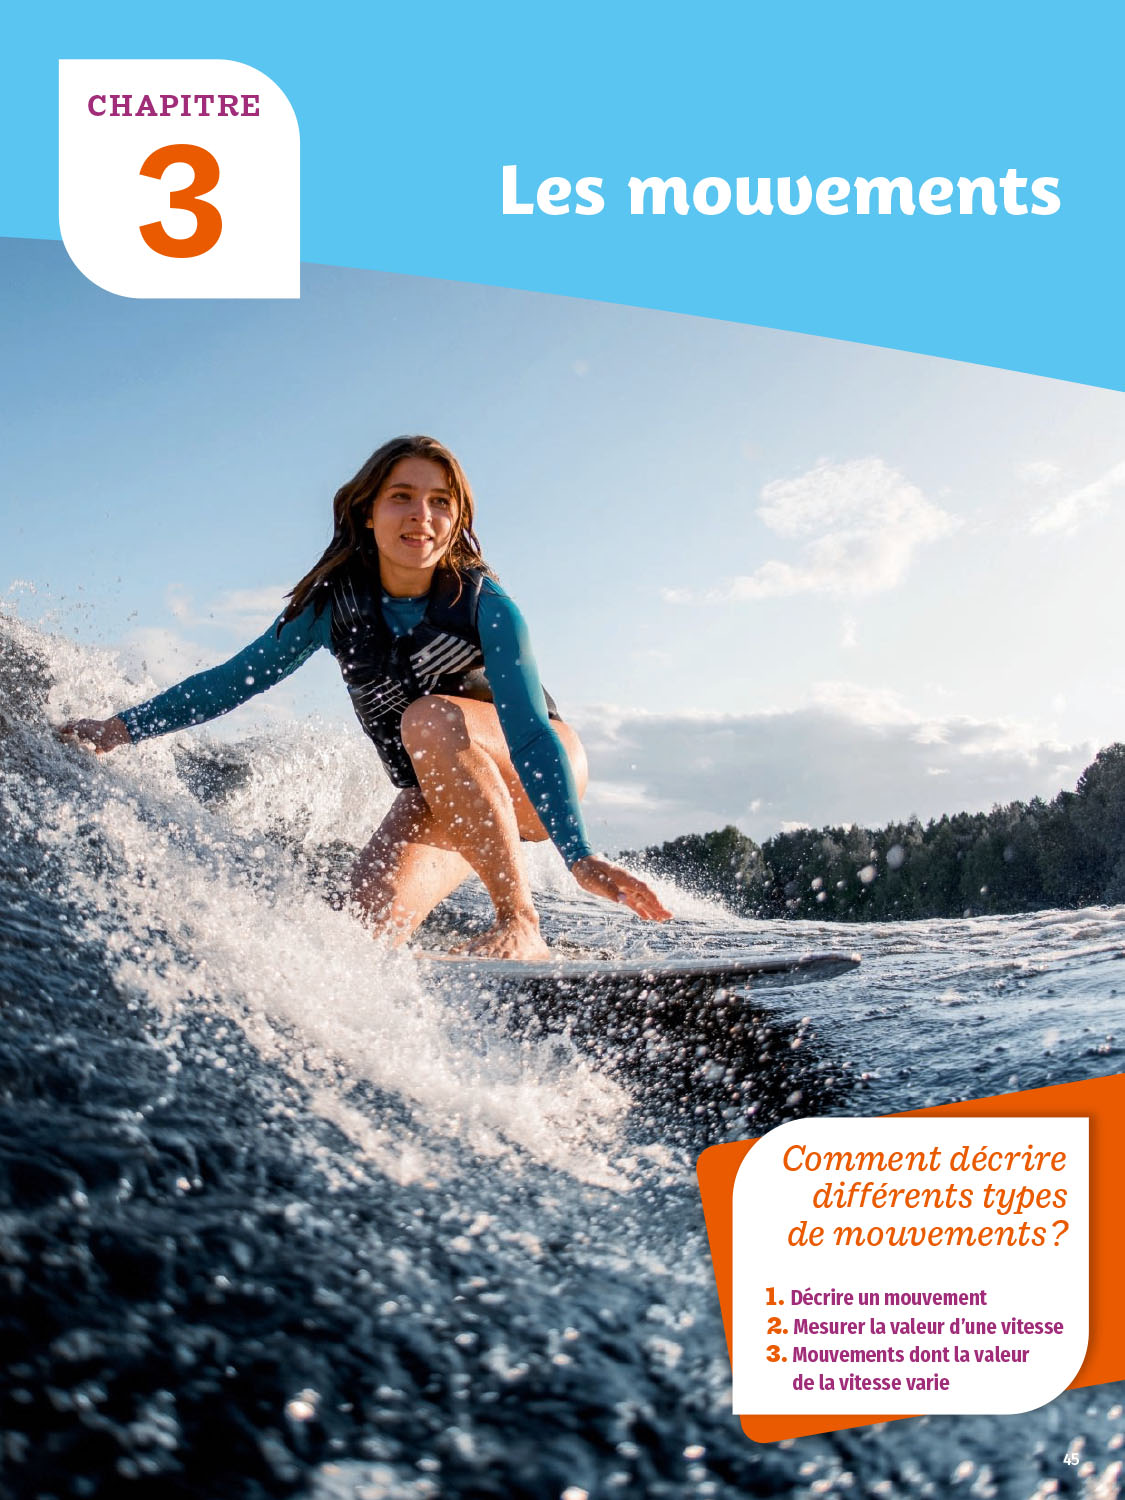 CHAPITRE
3
Les mouvements
Comment décrire
différents types
de mouvements ?
1. Décrire un mouvement
2. Mesurer la valeur d’une vitesse
3. Mouvements dont la valeur
de la vitesse varie
45